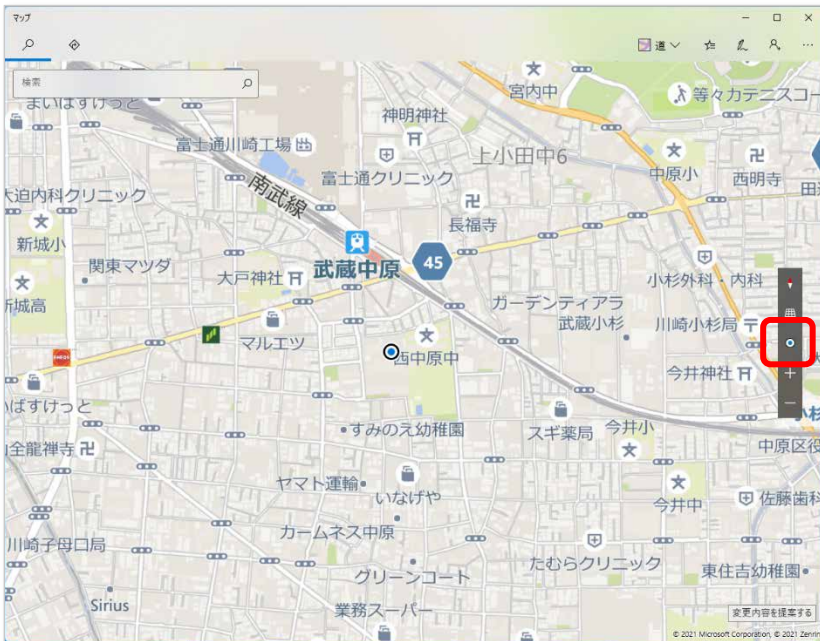 マップ
道
検索
まいばすけっと
宮内中
等々力テニスコー
神明神社
富士通川崎工場
上小田中6
富士通クリニック
中原小
西明寺
大迫内科クリニック
南武線
長福寺
新城小
武蔵中原
45
関東マツダ
大戸神社
小杉外科・内科
ガーデンティアラ
武蔵小杉
川崎小杉局
マルエツ
西中原中
ENEOS
今井神社
すみのえ幼稚園
スギ薬局
今井小
中原区役
全龍禅寺
ヤマト運輸
いなげや
今井中
佐藤歯科
カームネス中原
川崎子母口局
たむらクリニック
グリーンコート
東住吉幼稚園
Sirius
業務スーパー
変更内容を提案する
© 2021 Microsoft Corporation, © 2021 Zenrin